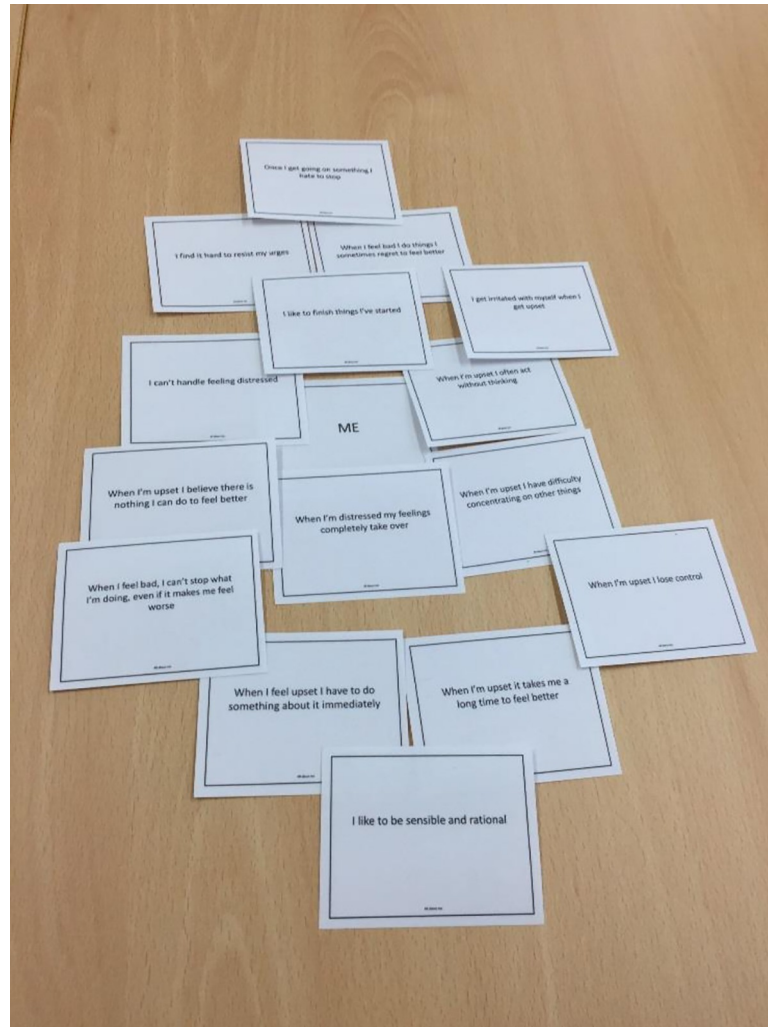 Once I get going on something I
hate to stop
I find it hard to resist my urges
When I feel bad I do things I
sometimes regret to feel better
I like to finish things I've started
I get irritated with myself when I
get upset
I can't handle feeling distressed
When I'm upset I often act
without thinking
ME
When I'm upset I believe there is
nothing I can do to feel better
When I'm distressed my feelings
completely take over
When I'm upset I have difficulty
concentrating on other things
When I feel bad, I can't stop what
I'm doing, even if it makes me feel
worse
When I'm upset I lose control
When I feel upset I have to do
something about it immediately
When I'm upset it takes me a
long time to feel better
I like to be sensible and rational